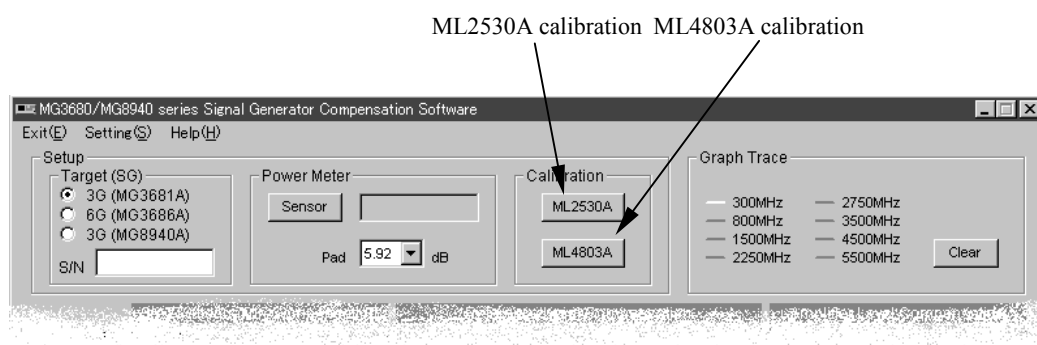 ML2530A calibration ML4803A calibration
MG3680/MG8940 series Signal Generator Compensation Software
Exit(E) Setting(S) Help(H)
Setup
Target (SG)
3G (MG3681A)
6G (MG3686A)
3G (MG8940A)
S/N
Power Meter
Sensor
Pad 5.92 dB
Calibration
ML2530A
ML4803A
Graph Trace
300MHz 2750MHz
800MHz 3500MHz
1500MHz 4500MHz
2250MHz 5500MHz
Clear